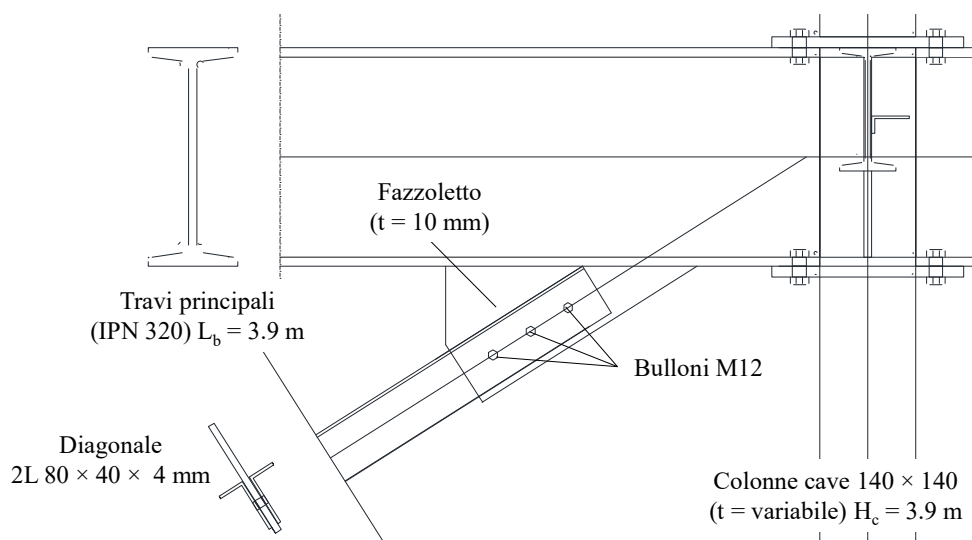 Fazzoletto
(t = 10 mm)
Travi principali
(IPN 320) L_b = 3.9 m
Bulloni M12
Diagonale
2L 80 × 40 × 4 mm
Colonne cave 140 × 140
(t = variabile) H_c = 3.9 m